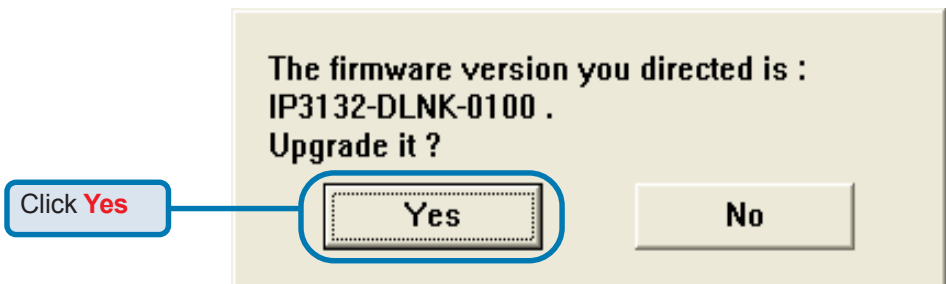 The firmware version you directed is :
IP3132-DLNK-0100 .
Upgrade it ?
Click Yes
Yes
No